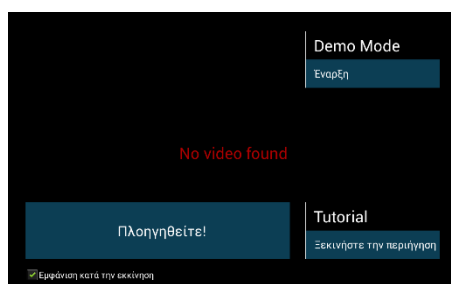 Demo Mode
Έναρξη
No video found
Πλοηγηθείτε!
Tutorial
Ξεκινήστε την περιήγηση
Εμφάνιση κατά την εκκίνηση